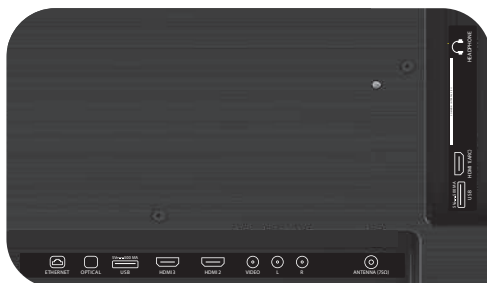 HEADPHONE
HDMI 1(ARC)
USB
ETHERNET
OPTICAL
USB
HDMI 3
HDMI 2
VIDEO
L
R
ANTENNA (75Ω)